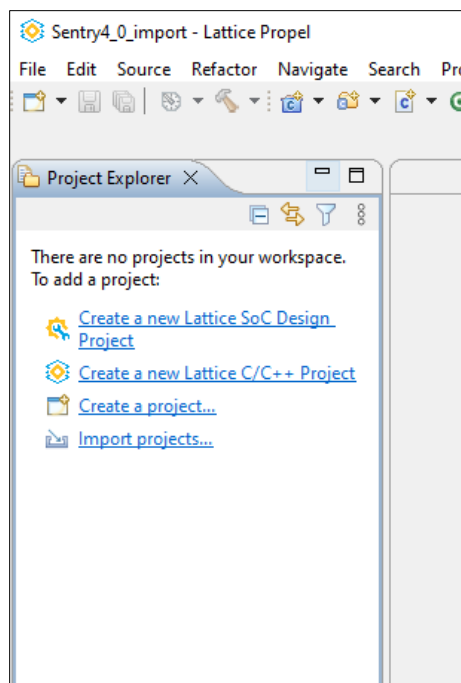 Sentry4_0_import - Lattice Propel
File Edit Source Refactor Navigate Search
Project Explorer
There are no projects in your workspace.
To add a project:
Create a new Lattice SoC Design
Project
Create a new Lattice C/C++ Project
Create a project...
Import projects...